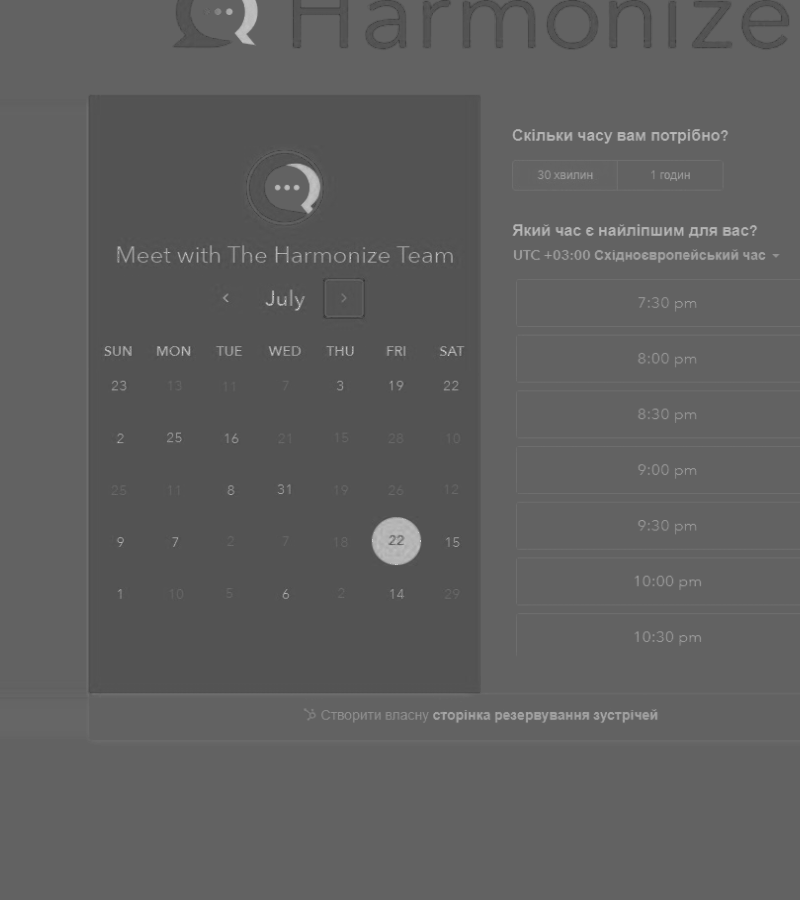 Harmonize
Meet with The Harmonize Team
July
SUN MON TUE WED THU FRI SAT
23 13 11 7 3 19 22
2 25 16 21 15 28 10
25 11 8 31 19 26 12
9 7 2 7 18 22 15
1 10 5 6 2 14 29
Скільки часу вам потрібно?
30 хвилин 1 годин
Який час є найліпшим для вас?
UTC +03:00 Східноєвропейський час
7:30 pm
8:00 pm
8:30 pm
9:00 pm
9:30 pm
10:00 pm
10:30 pm
Створити власну сторінка резервування зустрічей